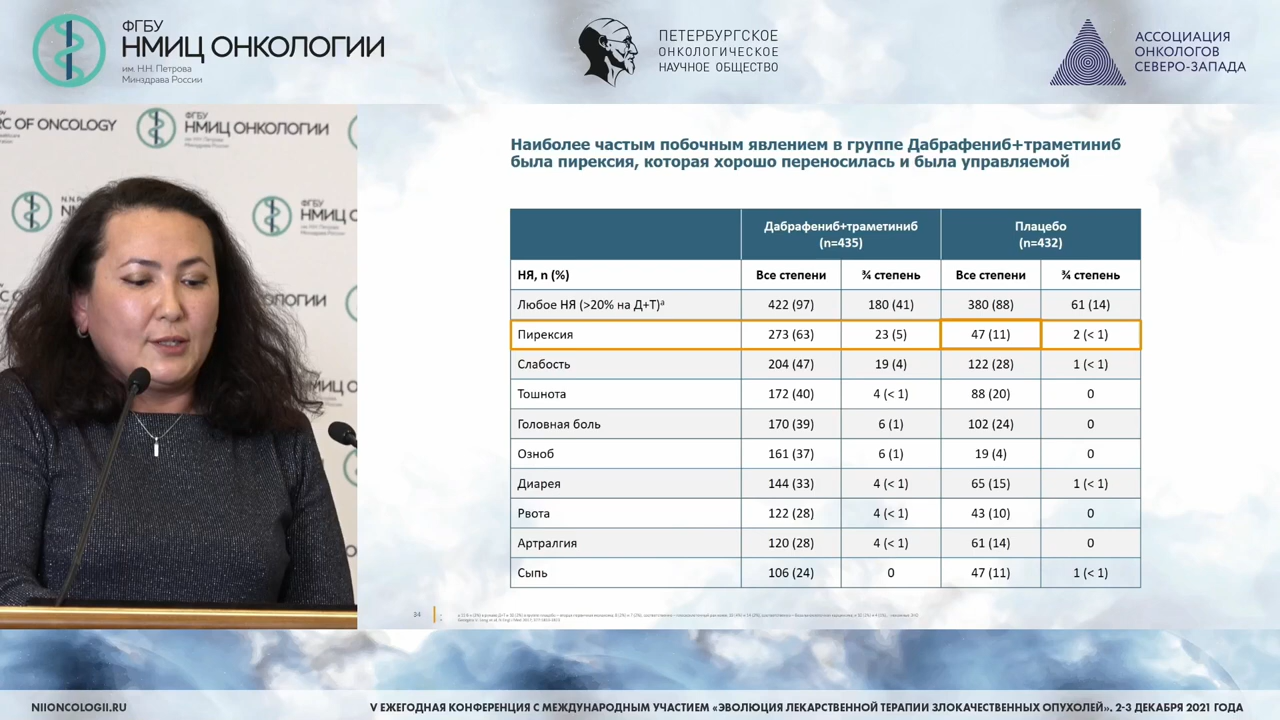 ФГБУ
НМИЦ ОНКОЛОГИИ
им. Н.Н. Петрова
Минздрава России
ПЕТЕРБУРГСКОЕ
ОНКОЛОГИЧЕСКОЕ
НАУЧНОЕ ОБЩЕСТВО
АССОЦИАЦИЯ
ОНКОЛОГОВ
СЕВЕРО-ЗАПАДА
RC OF ONCOLOGY
ФГБУ
НМИЦ ОНКОЛОГИИ
N.N. Pe
ФГБУ
НМИЦ О
Наиболее частым побочным явлением в группе Дабрафениб+траметиниб
была пирексия, которая хорошо переносилась и была управляемой
Дабрафениб+траметиниб (n=435) Плацебо (n=432)
НЯ, n (%) Все степени ¾ степень Все степени ¾ степень
Любое НЯ (>20% на Д+Т)ᵃ 422 (97) 180 (41) 380 (88) 61 (14)
Пирексия 273 (63) 23 (5) 47 (11) 2 (< 1)
Слабость 204 (47) 19 (4) 122 (28) 1 (< 1)
Тошнота 172 (40) 4 (< 1) 88 (20) 0
Головная боль 170 (39) 6 (1) 102 (24) 0
Озноб 161 (37) 6 (1) 19 (4) 0
Диарея 144 (33) 4 (< 1) 65 (15) 1 (< 1)
Рвота 122 (28) 4 (< 1) 43 (10) 0
Артралгия 120 (28) 4 (< 1) 61 (14) 0
Сыпь 106 (24) 0 47 (11) 1 (< 1)
34
NIIONCOLOGII.RU
V ЕЖЕГОДНАЯ КОНФЕРЕНЦИЯ С МЕЖДУНАРОДНЫМ УЧАСТИЕМ «ЭВОЛЮЦИЯ ЛЕКАРСТВЕННОЙ ТЕРАПИИ ЗЛОКАЧЕСТВЕННЫХ ОПУХОЛЕЙ». 2-3 ДЕКАБРЯ 2021 ГОДА